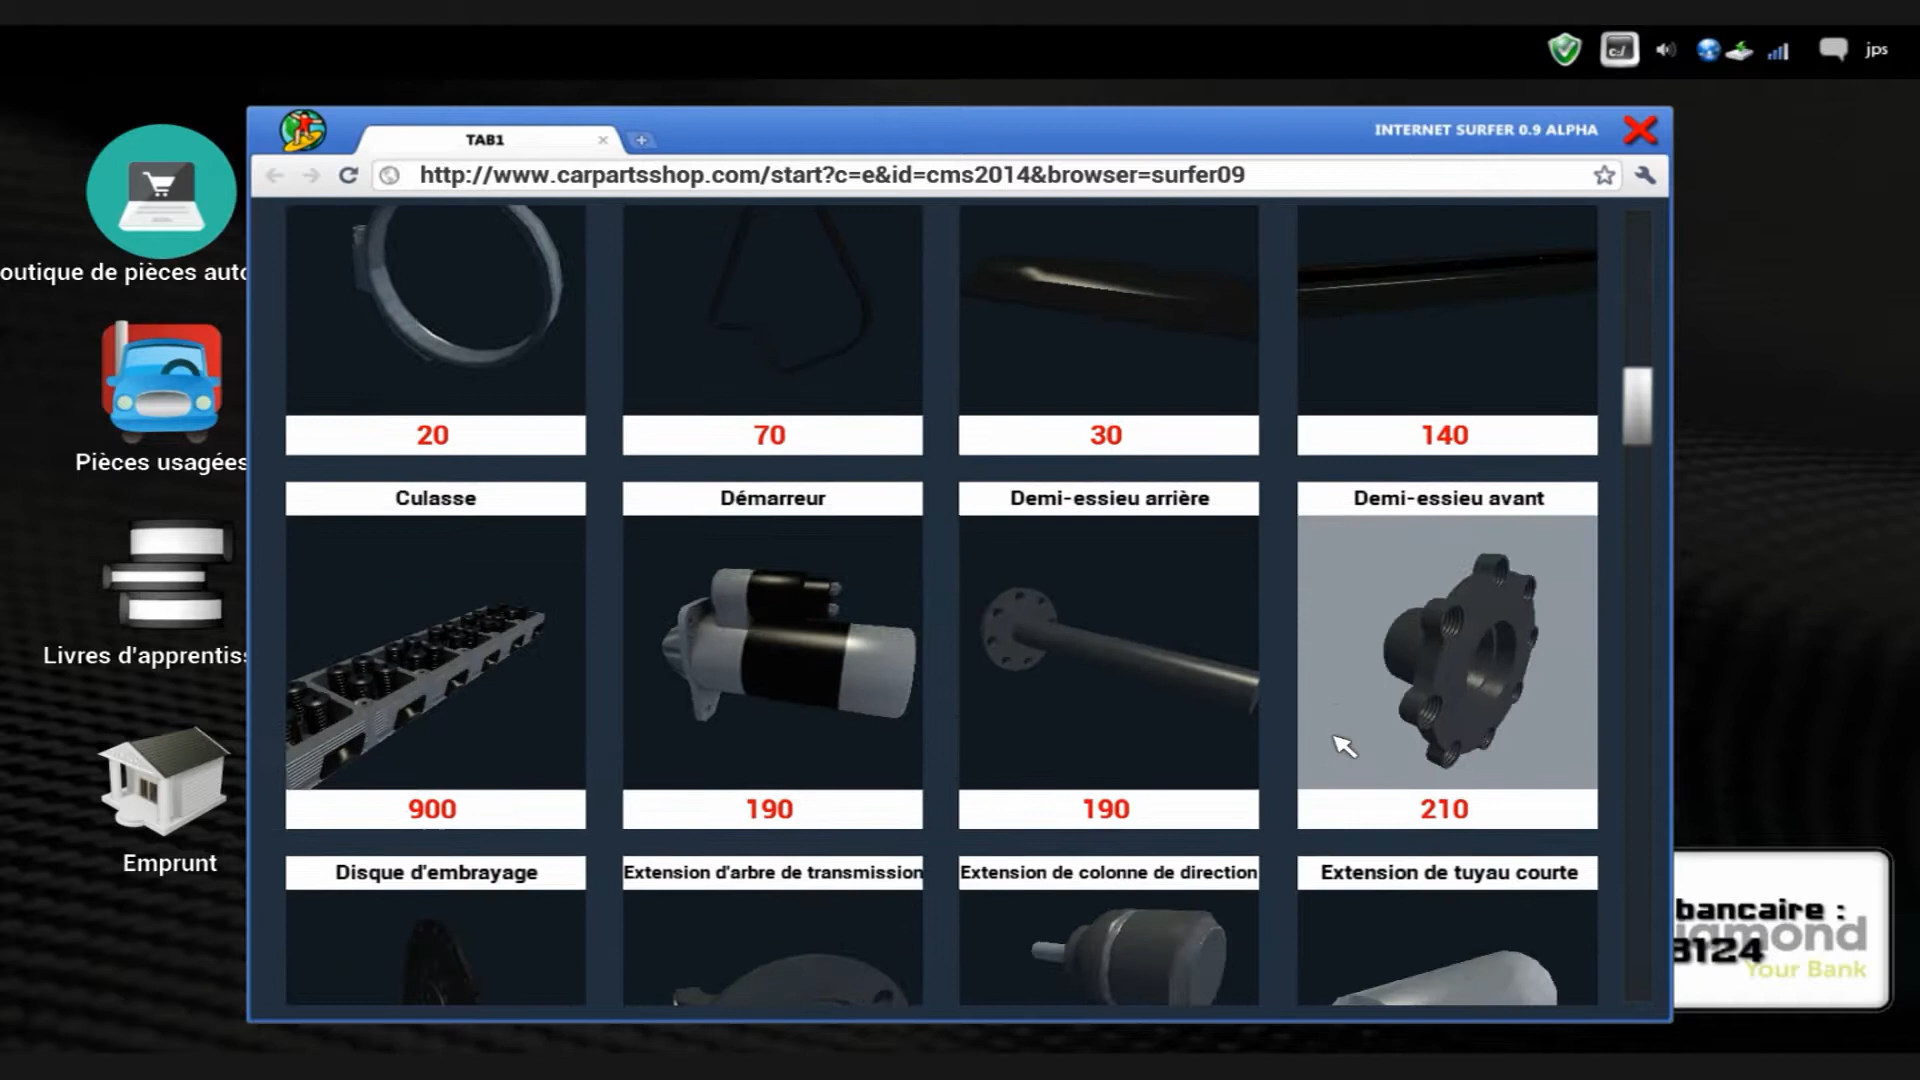 jps
TAB1
INTERNET SURFER 0.9 ALPHA
http://www.carpartsshop.com/start?c=e&id=cms2014&browser=surfer09
outique de pièces auto
Pièces usagées
Livres d'apprentiss
Emprunt
20 70 30 140
Culasse Démarreur Demi-essieu arrière Demi-essieu avant
900 190 190 210
Disque d'embrayage Extension d'arbre de transmission Extension de colonne de direction Extension de tuyau courte
bancaire :
iamond
3124
Your Bank